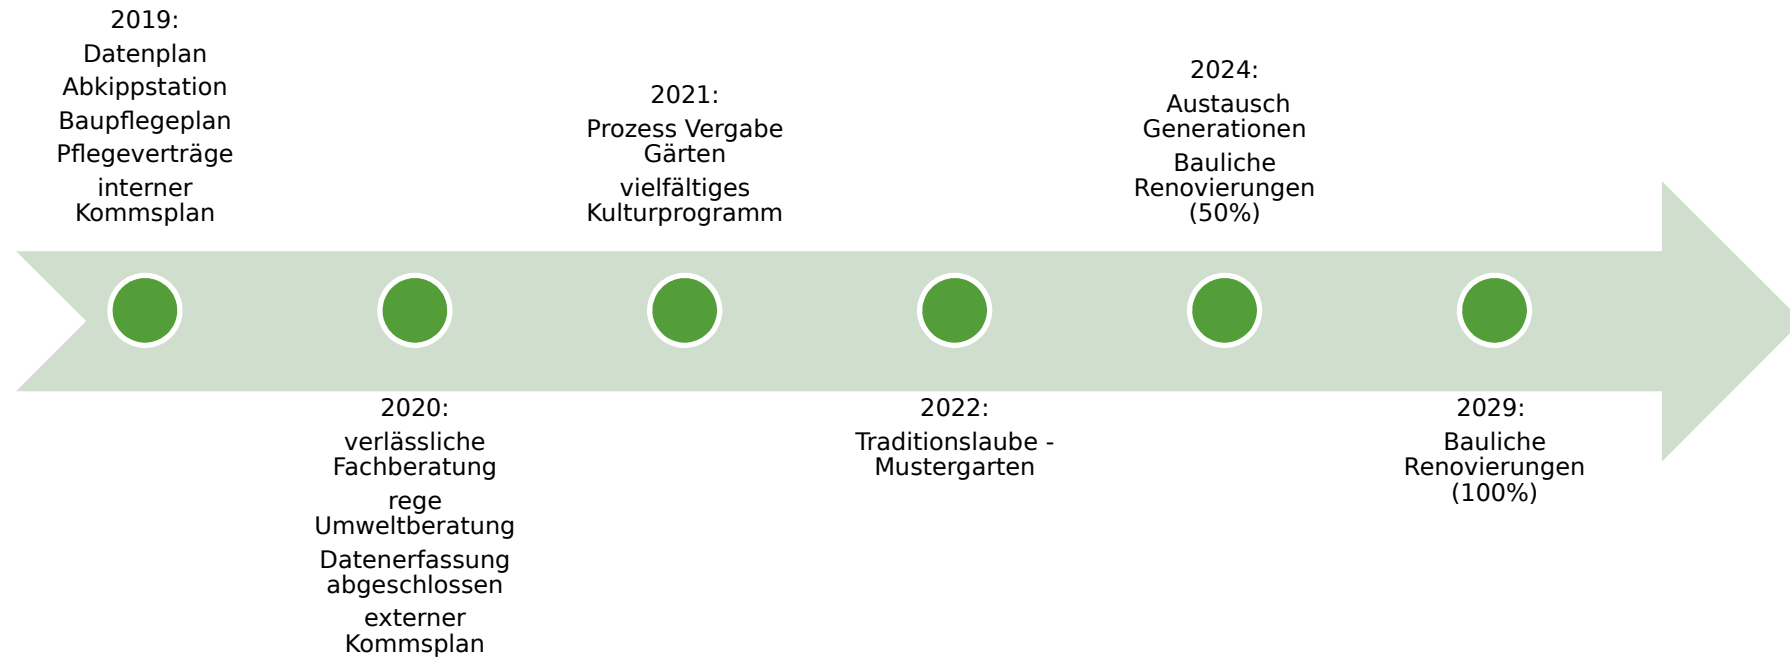 2019:
Datenplan
Abkippstation
Baupflegeplan
Pflegeverträge
interner
Kommsplan
2020:
verlässliche
Fachberatung
rege
Umweltberatung
Datenerfassung
abgeschlossen
externer
Kommsplan
2021:
Prozess Vergabe
Gärten
vielfältiges
Kulturprogramm
2022:
Traditionslaube -
Mustergarten
2024:
Austausch
Generationen
Bauliche
Renovierungen
(50%)
2029:
Bauliche
Renovierungen
(100%)